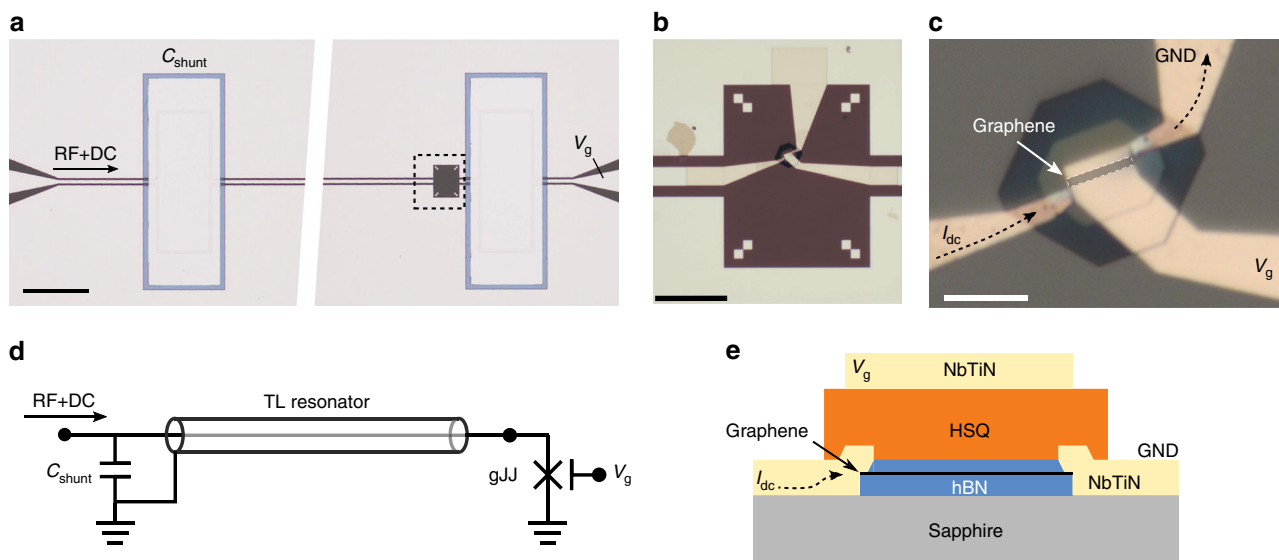 a
C_shunt
RF+DC
V_g
b
c
GND
Graphene
I_dc
V_g
d
RF+DC
TL resonator
C_shunt
gJJ
V_g
e
V_g
NbTiN
HSQ
Graphene
GND
I_dc
hBN
NbTiN
Sapphire